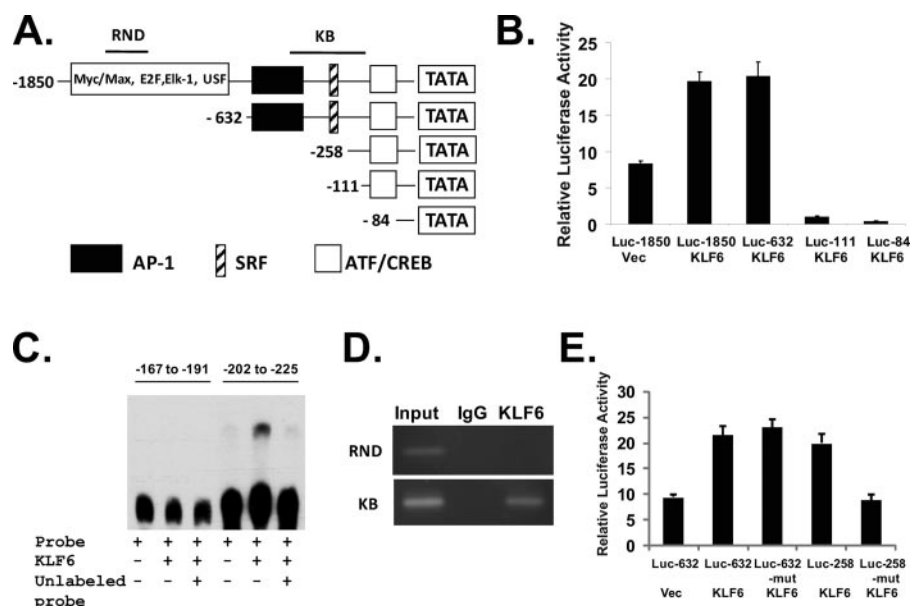 A.
RND
KB
-1850
Myc/Max, E2F,Elk-1, USF
TATA
- 632
TATA
-258
TATA
-111
TATA
- 84
TATA
AP-1
SRF
ATF/CREB
B.
Relative Luciferase Activity
25
20
15
10
5
0
Luc-1850 Luc-1850 Luc-632 Luc-111 Luc-84
Vec KLF6 KLF6 KLF6 KLF6
C.
-167 to -191 -202 to -225
Probe + + + + + +
KLF6 - + + - + +
Unlabeled - - + - - +
probe
D.
Input IgG KLF6
RND
KB
E.
Relative Luciferase Activity
30
25
20
15
10
5
0
Luc-632 Luc-632 Luc-632 Luc-258 Luc-258
-mut -mut
Vec KLF6 KLF6 KLF6 KLF6